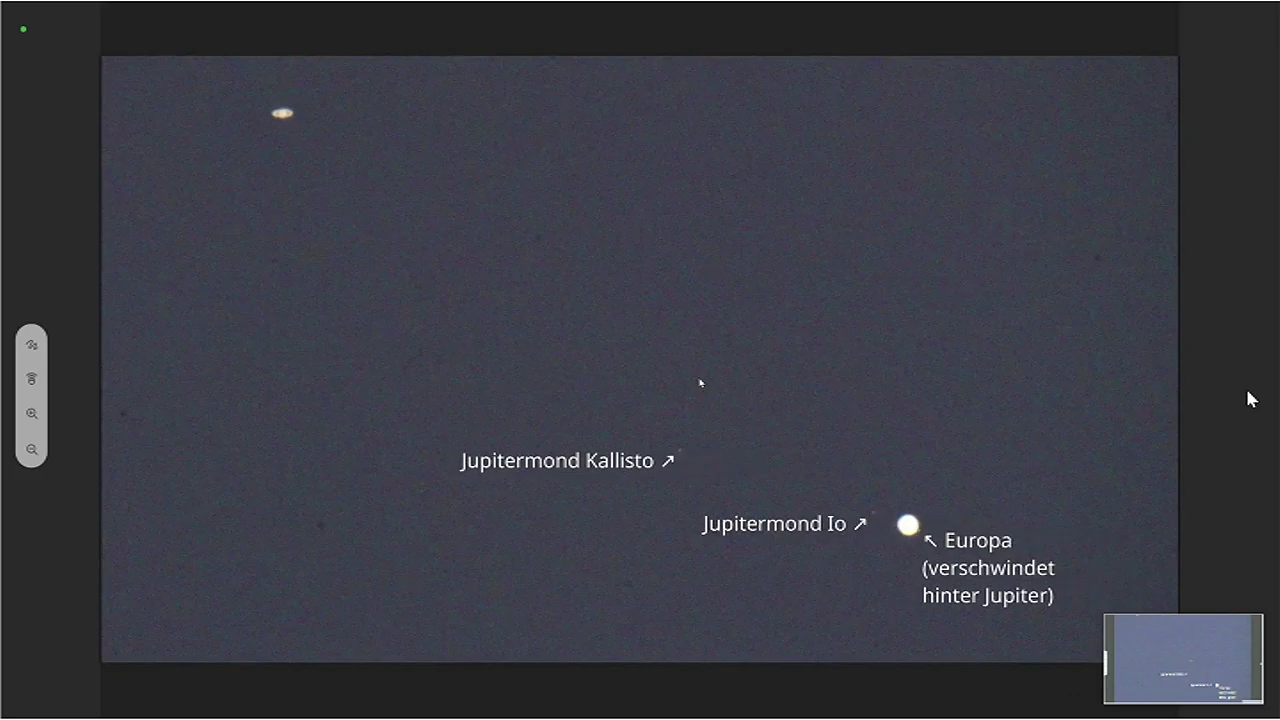 Jupitermond Kallisto ↗
Jupitermond Io ↗
↖ Europa
(verschwindet
hinter Jupiter)